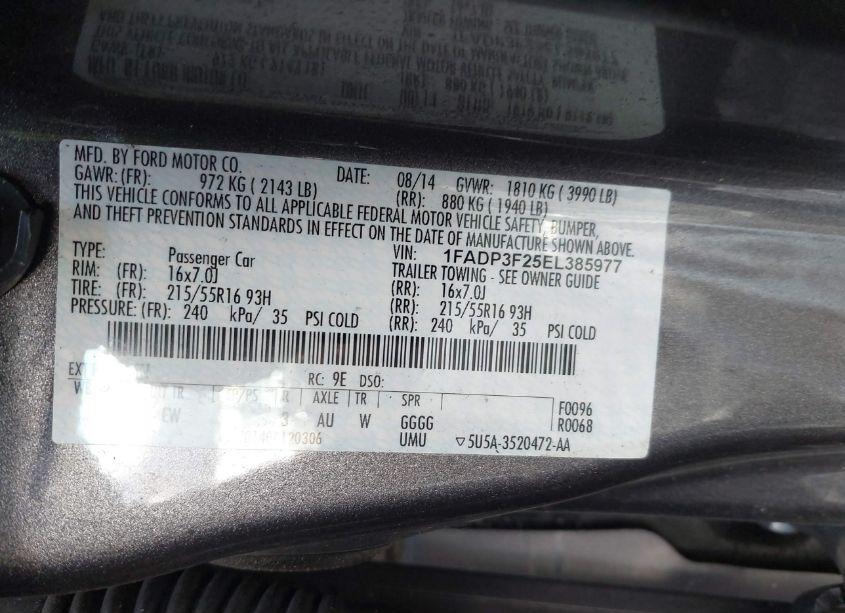 MFD. BY FORD MOTOR CO.
DATE: 08/14 GVWR: 1810 KG ( 3990 LB)
GAWR: (FR) 972 KG ( 2143 LB) (RR): 880 KG ( 1940 LB)
THIS VEHICLE CONFORMS TO ALL APPLICABLE FEDERAL MOTOR VEHICLE SAFETY, BUMPER,
AND THEFT PREVENTION STANDARDS IN EFFECT ON THE DATE OF MANUFACTURE SHOWN ABOVE.
VIN: 1FADP3F25EL385977
TYPE: Passenger Car TRAILER TOWING - SEE OWNER GUIDE
RIM: (FR): 16x7.0J (RR): 16x7.0J
TIRE: (FR): 215/55R16 93H (RR): 215/55R16 93H
PRESSURE: (FR): 240 kPa/ 35 PSI COLD (RR): 240 kPa/ 35 PSI COLD
RC: 9E DSO:
TR R AXLE TR SPR F0096
EW 3 AU W GGGG R0068
UMU ▽5U5A-3520472-AA